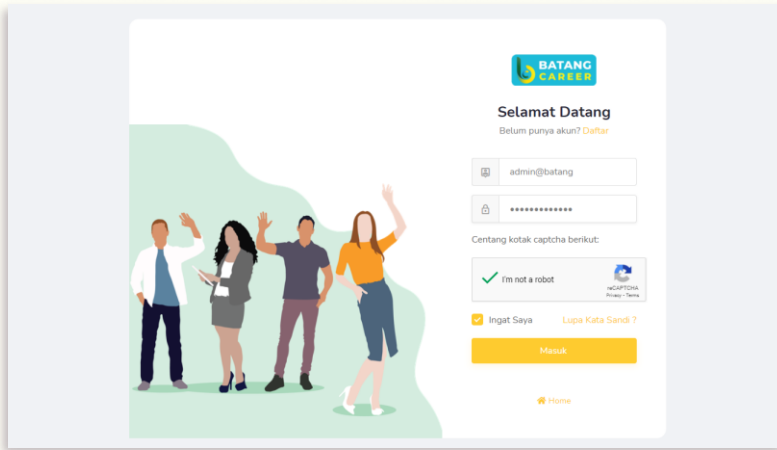 BATANG
CAREER
Selamat Datang
Belum punya akun? Daftar
admin@batang
Centang kotak captcha berikut:
I'm not a robot
reCAPTCHA
Privacy - Terms
Ingat Saya
Lupa Kata Sandi ?
Masuk
Home